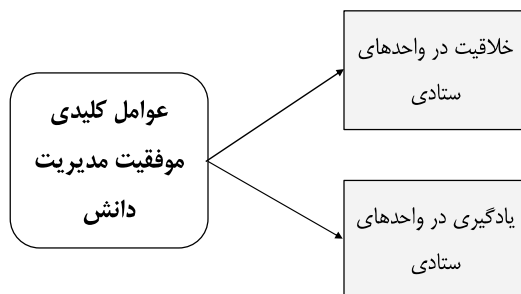 خلاقیت در واحدهای
ستادی
عوامل کلیدی
موفقیت مدیریت
دانش
یادگیری در واحدهای
ستادی